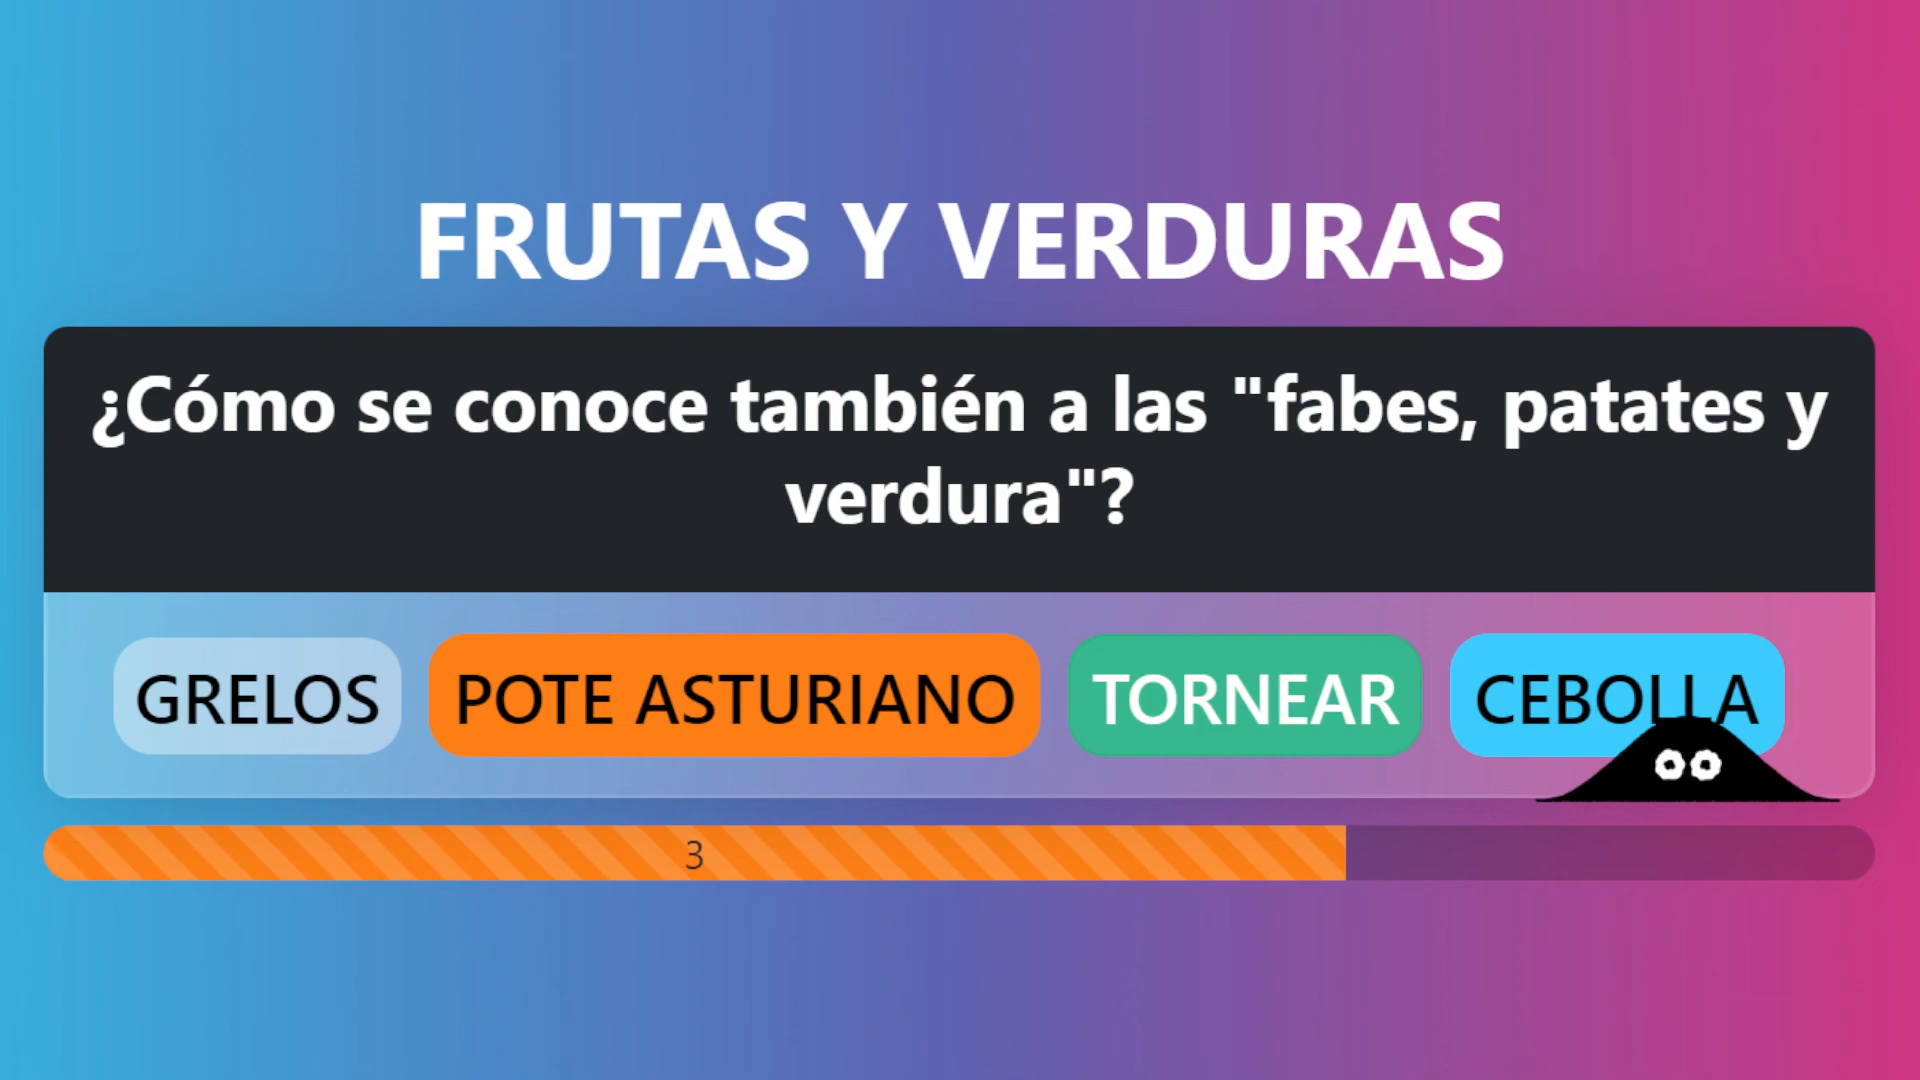 FRUTAS Y VERDURAS
¿Cómo se conoce también a las "fabes, patates y
verdura"?
GRELOS
POTE ASTURIANO
TORNEAR
CEBOLLA
3